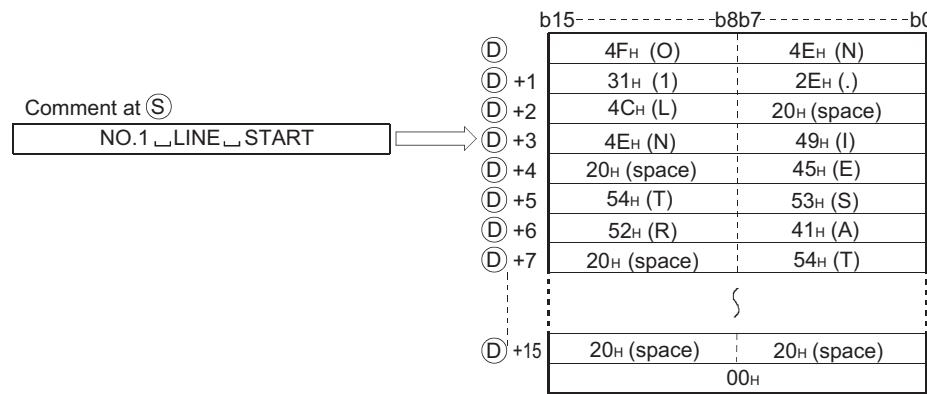 b15 b8b7 b0
Ⓓ 4FH (O) 4EH (N)
Ⓓ +1 31H (1) 2EH (.)
Comment at Ⓢ
Ⓓ +2 4CH (L) 20H (space)
NO.1 ⎵ LINE ⎵ START
Ⓓ +3 4EH (N) 49H (I)
Ⓓ +4 20H (space) 45H (E)
Ⓓ +5 54H (T) 53H (S)
Ⓓ +6 52H (R) 41H (A)
Ⓓ +7 20H (space) 54H (T)
Ⓓ +15 20H (space) 20H (space)
00H